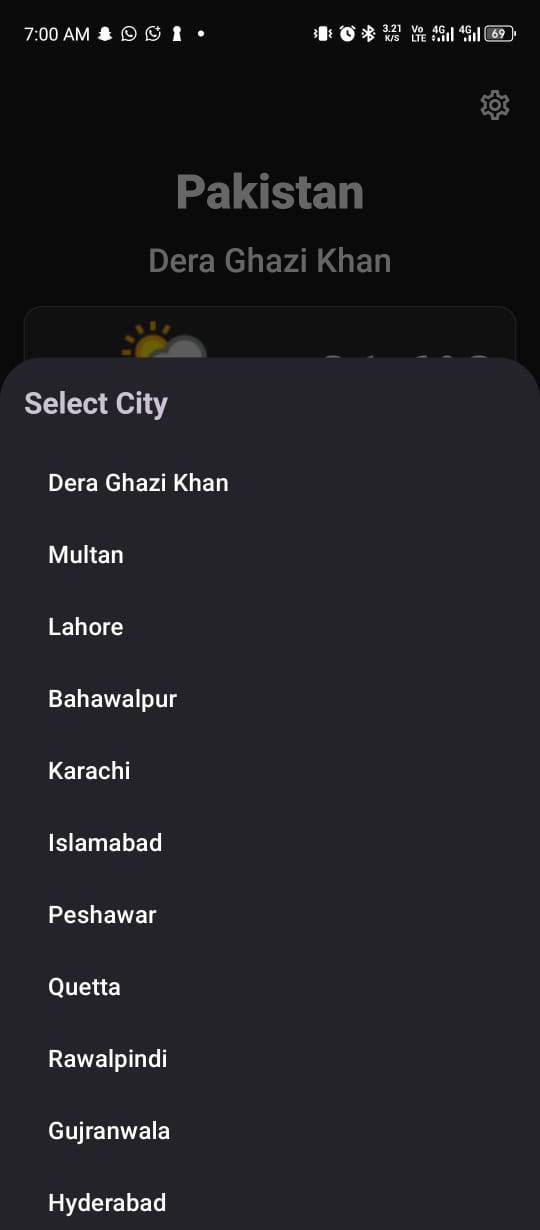 7:00 AM
3.21
K/S
Vo
LTE
4G
4G
69
Pakistan
Dera Ghazi Khan
Select City
Dera Ghazi Khan
Multan
Lahore
Bahawalpur
Karachi
Islamabad
Peshawar
Quetta
Rawalpindi
Gujranwala
Hyderabad